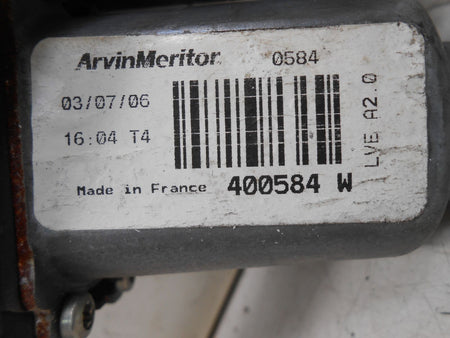 ArvinMeritor 0584
03/07/06
16:04 T4
Made in France 400584 W
LVE A2.0